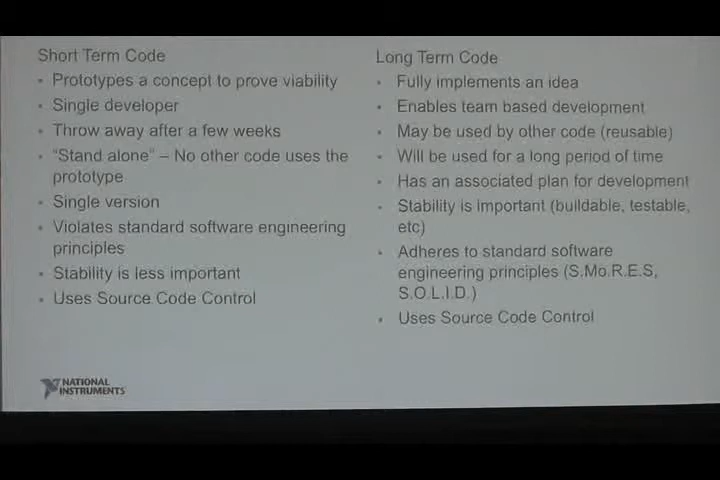 Short Term Code
• Prototypes a concept to prove viability
• Single developer
• Throw away after a few weeks
• "Stand alone" – No other code uses the
prototype
• Single version
• Violates standard software engineering
principles
• Stability is less important
• Uses Source Code Control
Long Term Code
• Fully implements an idea
• Enables team based development
• May be used by other code (reusable)
• Will be used for a long period of time
• Has an associated plan for development
• Stability is important (buildable, testable,
etc)
• Adheres to standard software
engineering principles (S.Mo.R.E.S,
S.O.L.I.D.)
• Uses Source Code Control
NATIONAL
INSTRUMENTS